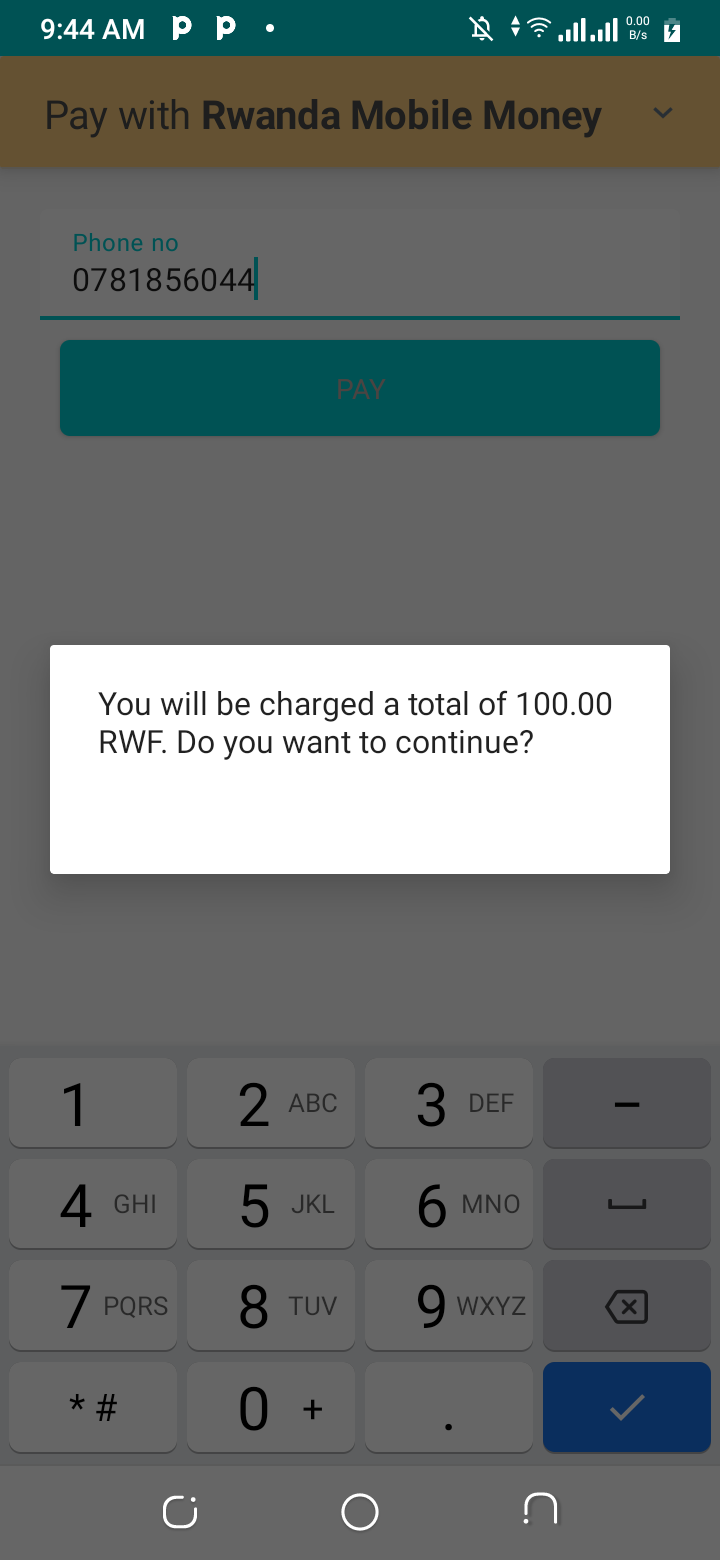 9:44 AM
0.00
B/s
Pay with Rwanda Mobile Money
Phone no
0781856044
PAY
You will be charged a total of 100.00
RWF. Do you want to continue?
1 2 ABC 3 DEF –
4 GHI 5 JKL 6 MNO
7 PQRS 8 TUV 9 WXYZ
* # 0 + .